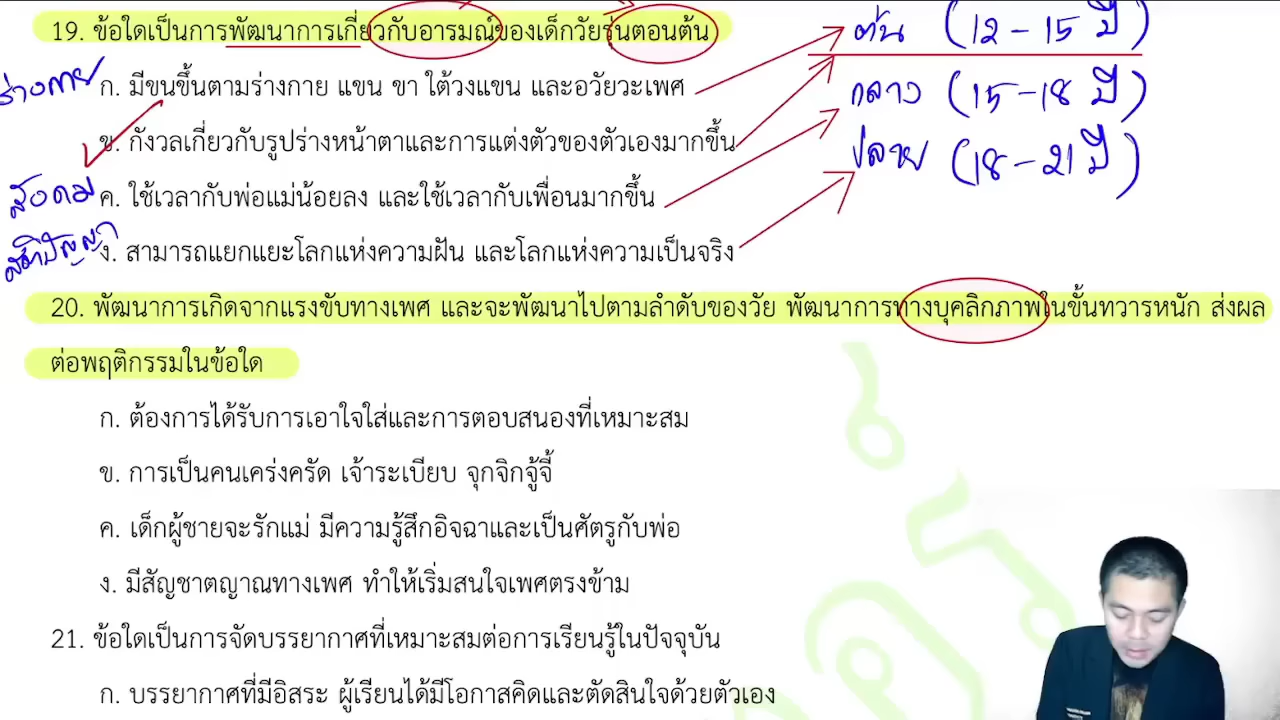 19. ข้อใดเป็นการพัฒนาการเกี่ยวกับอารมณ์ของเด็กวัยรุ่นตอนต้น
ต้น (12 – 15 ปี)
ร่างกาย
ก. มีขนขึ้นตามร่างกาย แขน ขา ใต้วงแขน และอวัยวะเพศ
กลาง (15 – 18 ปี)
ข. กังวลเกี่ยวกับรูปร่างหน้าตาและการแต่งตัวของตัวเองมากขึ้น
ปลาย (18 – 21 ปี)
สังคม
ค. ใช้เวลากับพ่อแม่น้อยลง และใช้เวลากับเพื่อนมากขึ้น
สติปัญญา
ง. สามารถแยกแยะโลกแห่งความฝัน และโลกแห่งความเป็นจริง
20. พัฒนาการเกิดจากแรงขับทางเพศ และจะพัฒนาไปตามลำดับของวัย พัฒนาการทางบุคลิกภาพในขั้นทวารหนัก ส่งผล
ต่อพฤติกรรมในข้อใด
ก. ต้องการได้รับการเอาใจใส่และการตอบสนองที่เหมาะสม
ข. การเป็นคนเคร่งครัด เจ้าระเบียบ จุกจิกจู้จี้
ค. เด็กผู้ชายจะรักแม่ มีความรู้สึกอิจฉาและเป็นศัตรูกับพ่อ
ง. มีสัญชาตญาณทางเพศ ทำให้เริ่มสนใจเพศตรงข้าม
21. ข้อใดเป็นการจัดบรรยากาศที่เหมาะสมต่อการเรียนรู้ในปัจจุบัน
ก. บรรยากาศที่มีอิสระ ผู้เรียนได้มีโอกาสคิดและตัดสินใจด้วยตัวเอง